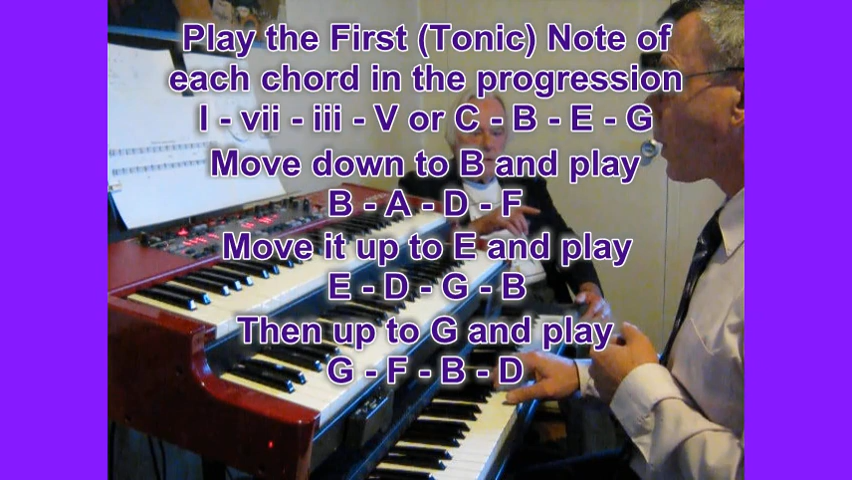 Play the First (Tonic) Note of
each chord in the progression
I - vii - iii - V or C - B - E - G
Move down to B and play
B - A - D - F
Move it up to E and play
E - D - G - B
Then up to G and play
G - F - B - D